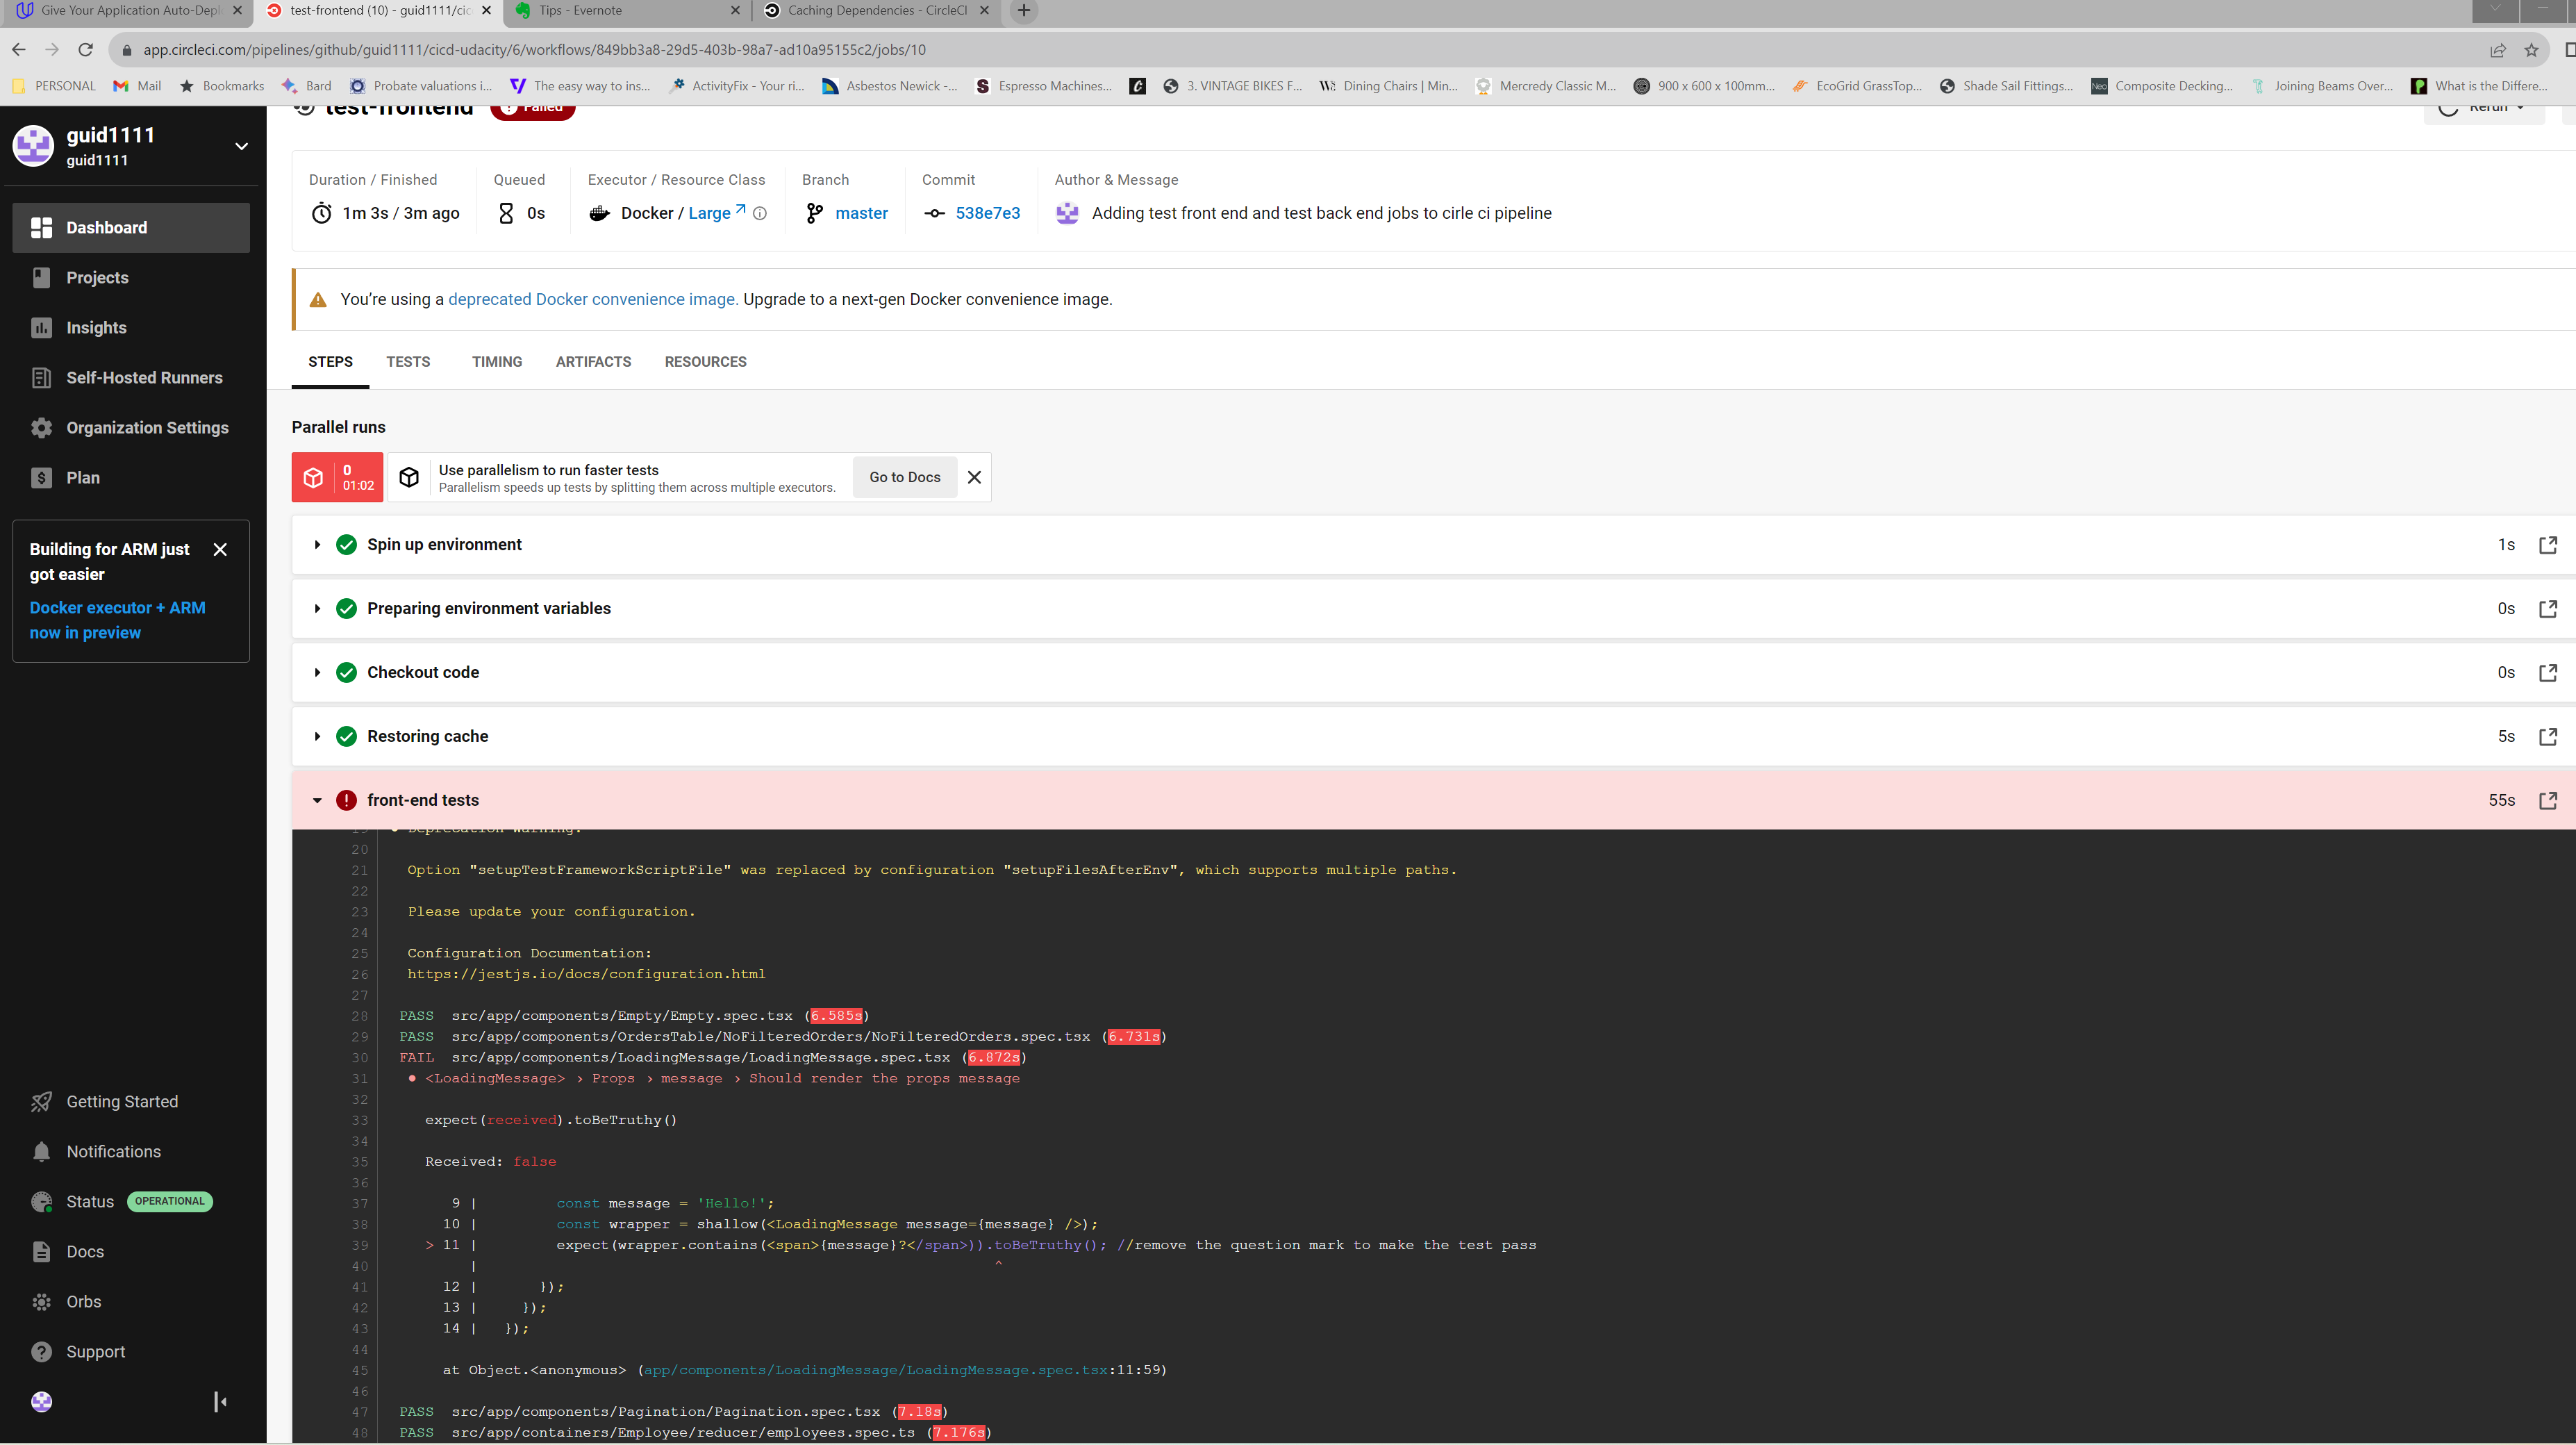 Give Your Application Auto-Depl
test-frontend (10) - guid1111/cic
Tips - Evernote
Caching Dependencies - CircleCI
app.circleci.com/pipelines/github/guid1111/cicd-udacity/6/workflows/849bb3a8-29d5-403b-98a7-ad10a95155c2/jobs/10
PERSONAL
Mail
Bookmarks
Bard
Probate valuations i...
The easy way to ins...
ActivityFix - Your ri...
Asbestos Newick -...
Espresso Machines...
3. VINTAGE BIKES F...
Dining Chairs | Min...
Mercredy Classic M...
900 x 600 x 100mm...
EcoGrid GrassTop...
Shade Sail Fittings...
Composite Decking...
Joining Beams Over...
What is the Differe...
guid1111
guid1111
Dashboard
Projects
Insights
Self-Hosted Runners
Organization Settings
Plan
Building for ARM just
got easier
Docker executor + ARM
now in preview
Getting Started
Notifications
Status OPERATIONAL
Docs
Orbs
Support
test-frontend
Failed
Rerun
Duration / Finished
1m 3s / 3m ago
Queued
0s
Executor / Resource Class
Docker / Large
Branch
master
Commit
538e7e3
Author & Message
Adding test front end and test back end jobs to cirle ci pipeline
You’re using a deprecated Docker convenience image. Upgrade to a next-gen Docker convenience image.
STEPS
TESTS
TIMING
ARTIFACTS
RESOURCES
Parallel runs
0
01:02
Use parallelism to run faster tests
Parallelism speeds up tests by splitting them across multiple executors.
Go to Docs
Spin up environment 1s
Preparing environment variables 0s
Checkout code 0s
Restoring cache 5s
front-end tests 55s
19 ● Deprecation Warning:
20
21 Option "setupTestFrameworkScriptFile" was replaced by configuration "setupFilesAfterEnv", which supports multiple paths.
22
23 Please update your configuration.
24
25 Configuration Documentation:
26 https://jestjs.io/docs/configuration.html
27
28 PASS src/app/components/Empty/Empty.spec.tsx (6.585s)
29 PASS src/app/components/OrdersTable/NoFilteredOrders/NoFilteredOrders.spec.tsx (6.731s)
30 FAIL src/app/components/LoadingMessage/LoadingMessage.spec.tsx (6.872s)
31 ● <LoadingMessage> › Props › message › Should render the props message
32
33 expect(received).toBeTruthy()
34
35 Received: false
36
37 9 | const message = 'Hello!';
38 10 | const wrapper = shallow(<LoadingMessage message={message} />);
39 > 11 | expect(wrapper.contains(<span>{message}?</span>)).toBeTruthy(); //remove the question mark to make the test pass
40 | ^
41 12 | });
42 13 | });
43 14 | });
44
45 at Object.<anonymous> (app/components/LoadingMessage/LoadingMessage.spec.tsx:11:59)
46
47 PASS src/app/components/Pagination/Pagination.spec.tsx (7.18s)
48 PASS src/app/containers/Employee/reducer/employees.spec.ts (7.176s)